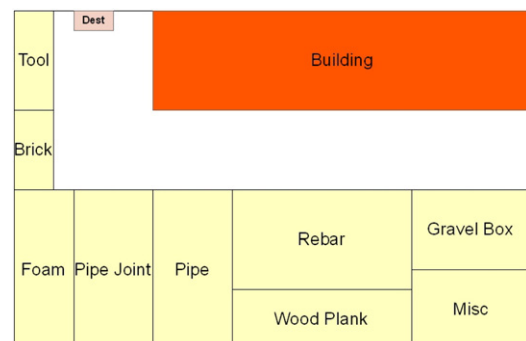 Dest
Tool
Building
Brick
Foam
Pipe Joint
Pipe
Rebar
Gravel Box
Wood Plank
Misc